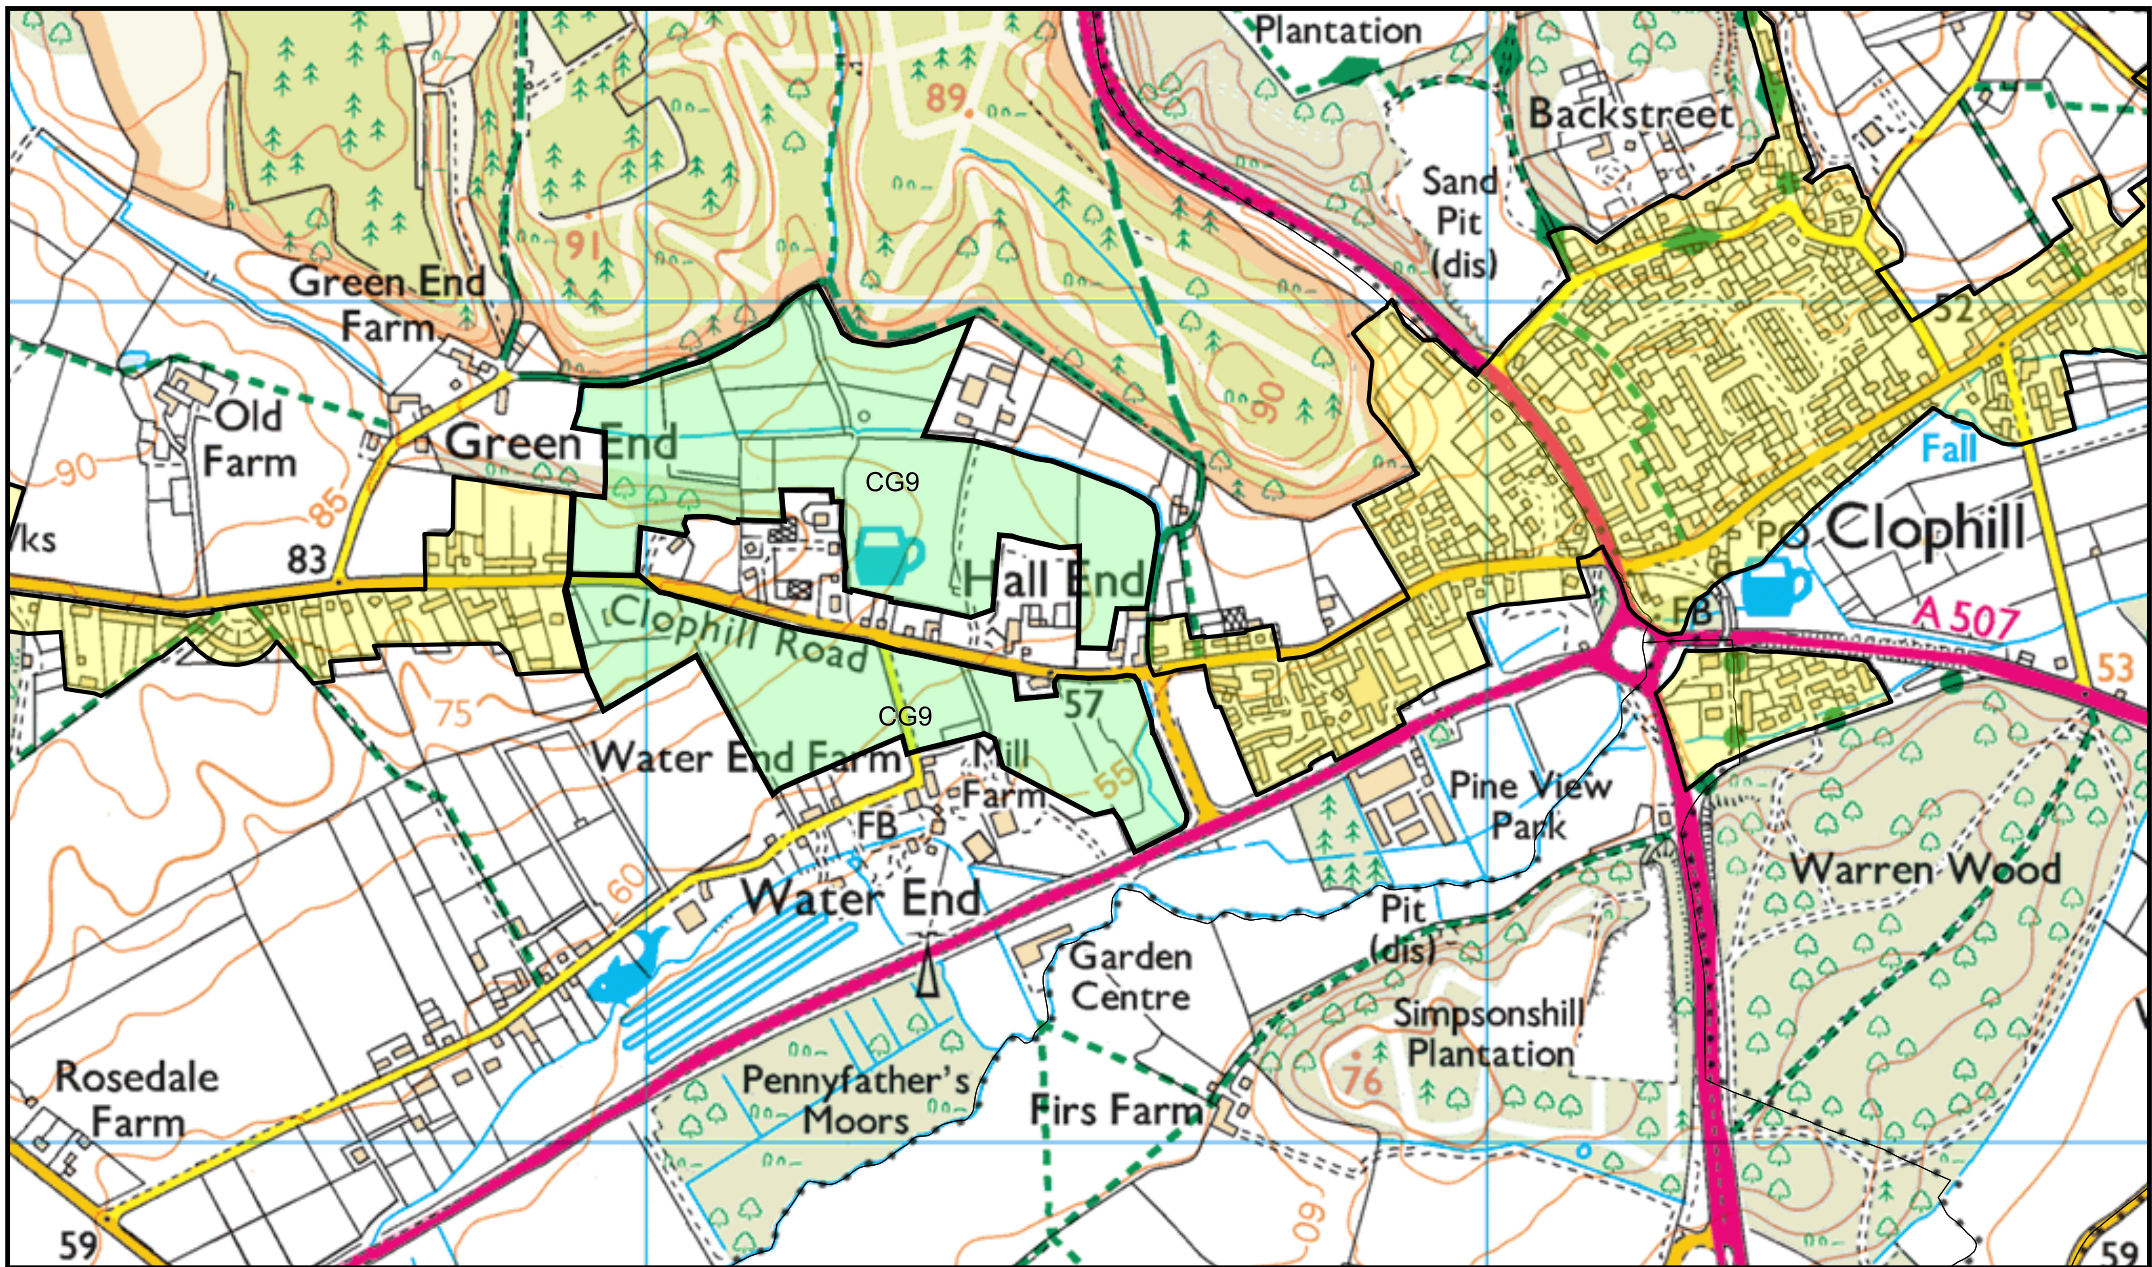 Plantation
89
Backstreet
Sand
Pit
(dis)
91
Green End
Farm
52
90
Old
Farm
Green End
Fall
90
CG9
85
/ks
PO
Clophill
83
Hall End
FB
Clophill Road
A 507
53
75
57
CG9
Water End Farm
Mill
Farm
55
Pine View
Park
FB
Warren Wood
60
Water End
Pit
(dis)
Garden
Centre
Simpsonshill
Plantation
76
Rosedale
Farm
Pennyfather's
Moors
Firs Farm
60
59
59